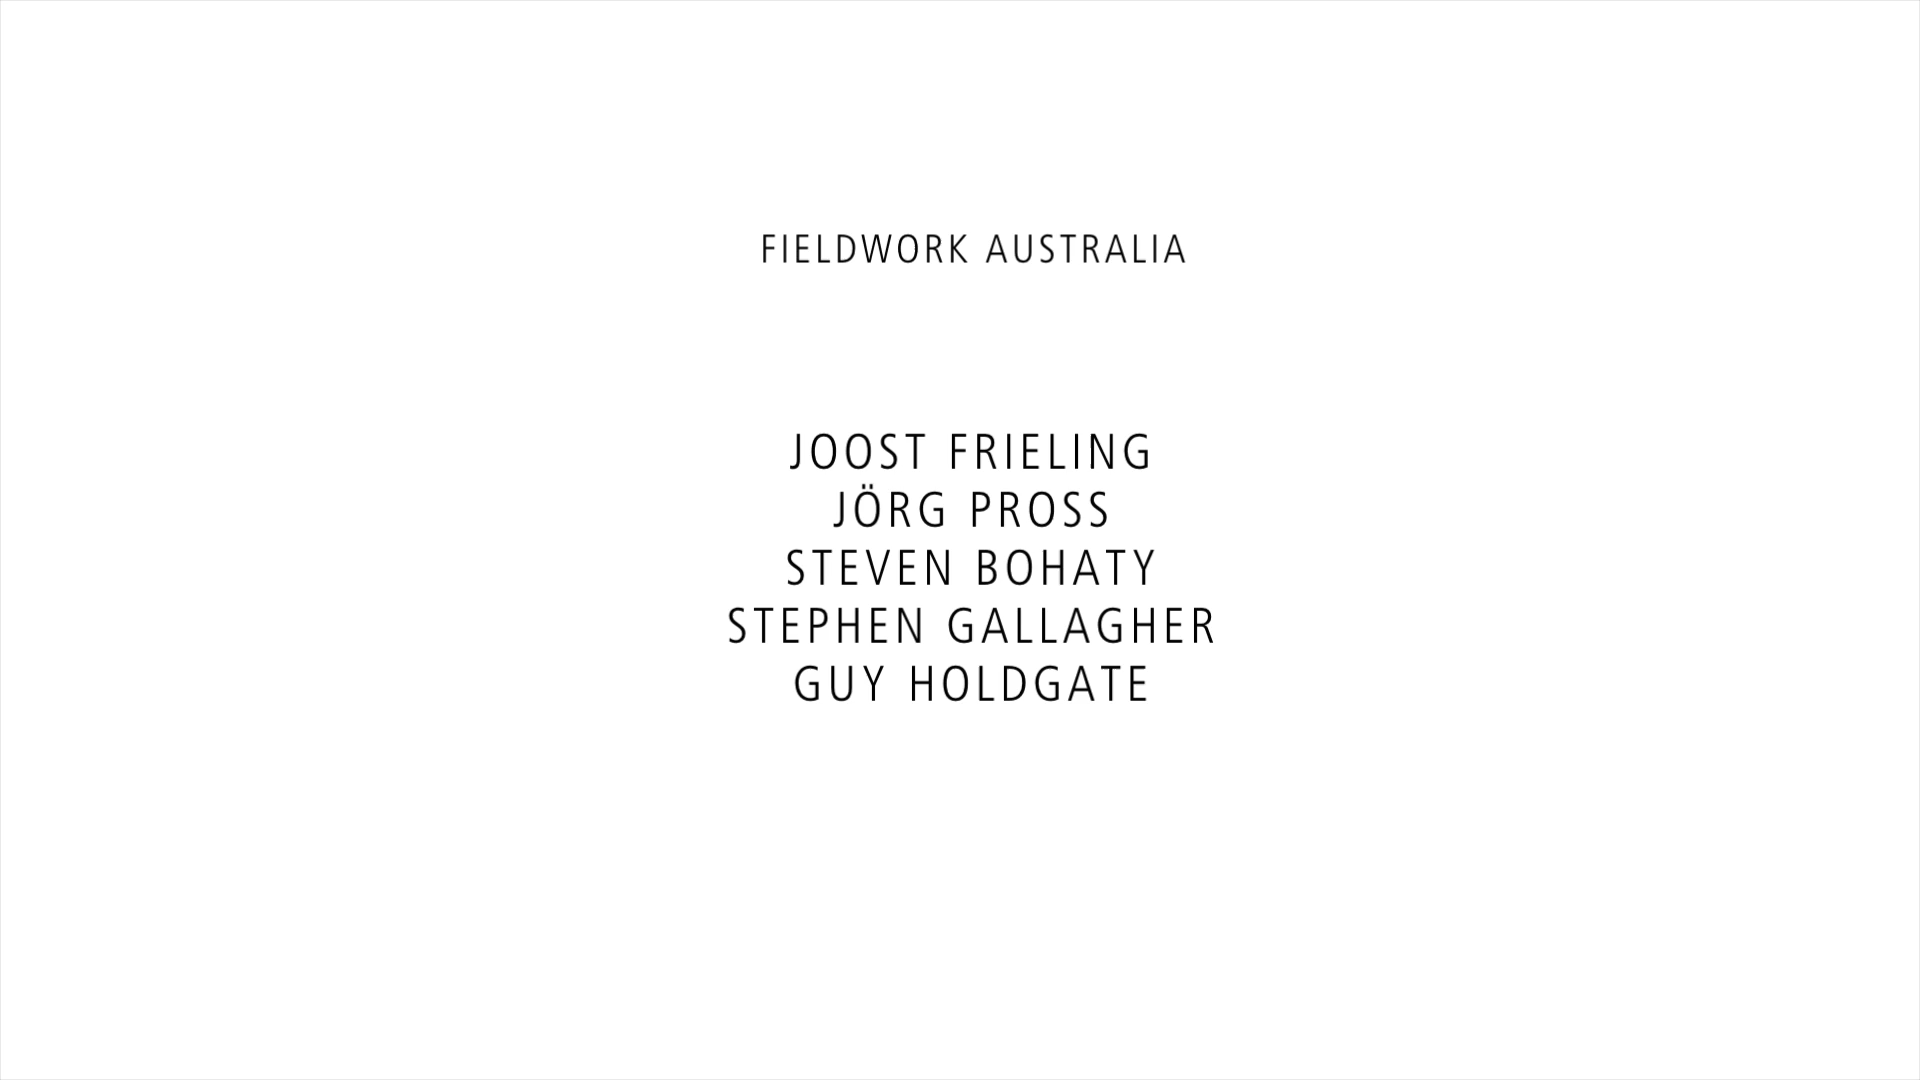 FIELDWORK AUSTRALIA
JOOST FRIELING
JÖRG PROSS
STEVEN BOHATY
STEPHEN GALLAGHER
GUY HOLDGATE